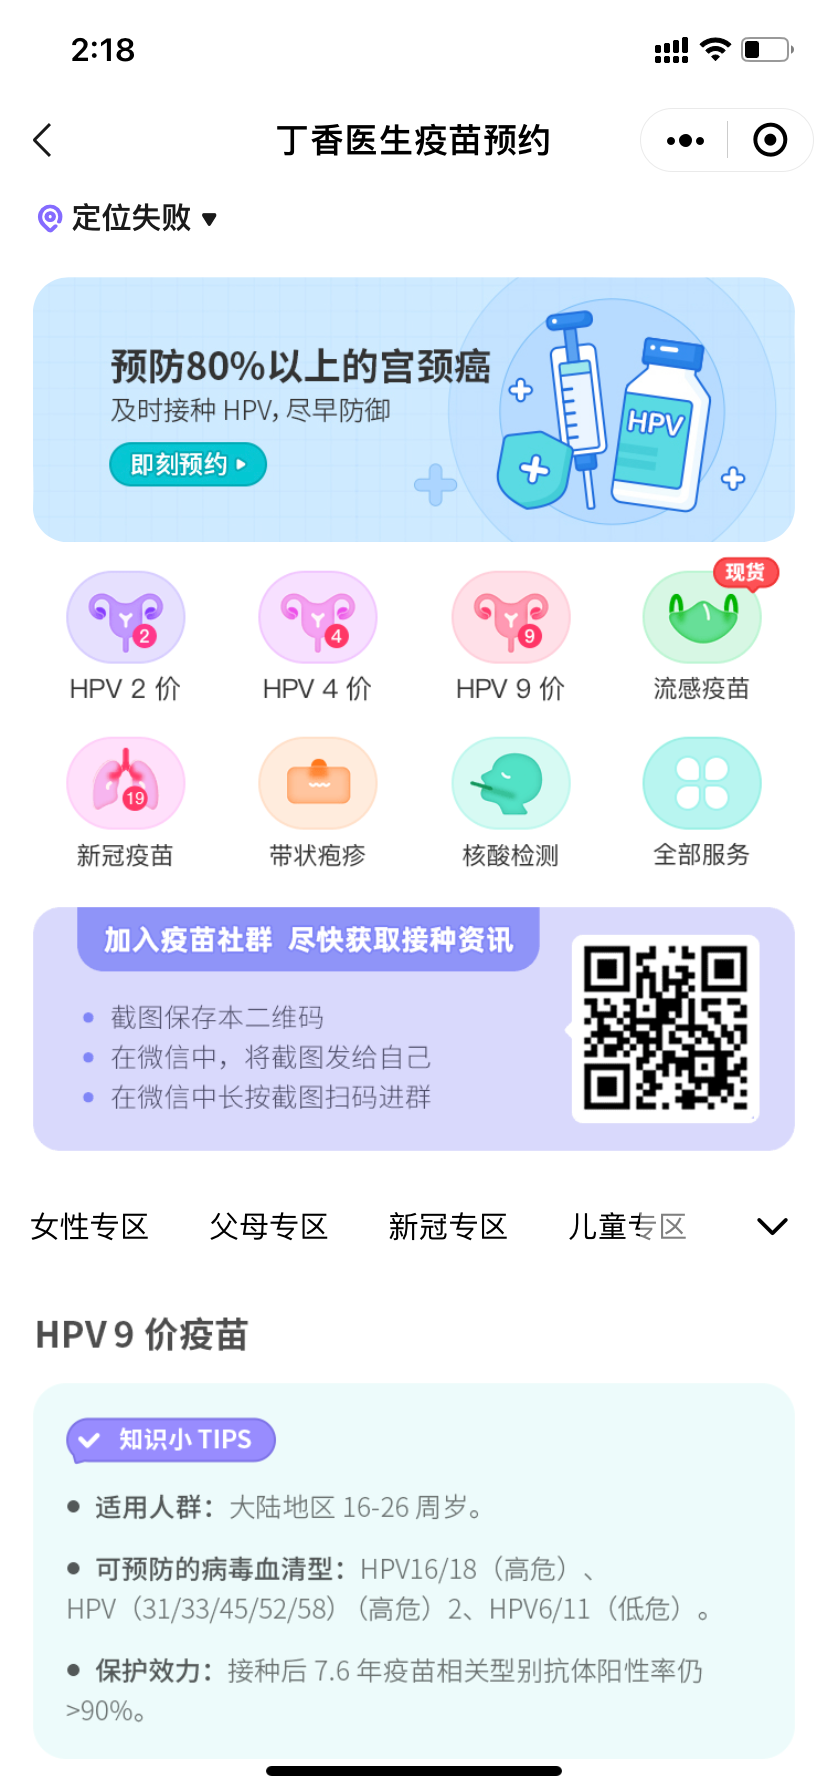 2:18
丁香医生疫苗预约
定位失败
预防80%以上的宫颈癌
及时接种 HPV, 尽早防御
即刻预约
HPV
现货
2
4
9
HPV 2 价
HPV 4 价
HPV 9 价
流感疫苗
19
新冠疫苗
带状疱疹
核酸检测
全部服务
加入疫苗社群 尽快获取接种资讯
截图保存本二维码
在微信中，将截图发给自己
在微信中长按截图扫码进群
女性专区
父母专区
新冠专区
儿童专区
HPV 9 价疫苗
知识小 TIPS
适用人群：大陆地区 16-26 周岁。
可预防的病毒血清型：HPV16/18（高危）、
HPV（31/33/45/52/58）（高危）2、HPV6/11（低危）。
保护效力：接种后 7.6 年疫苗相关型别抗体阳性率仍
>90%。